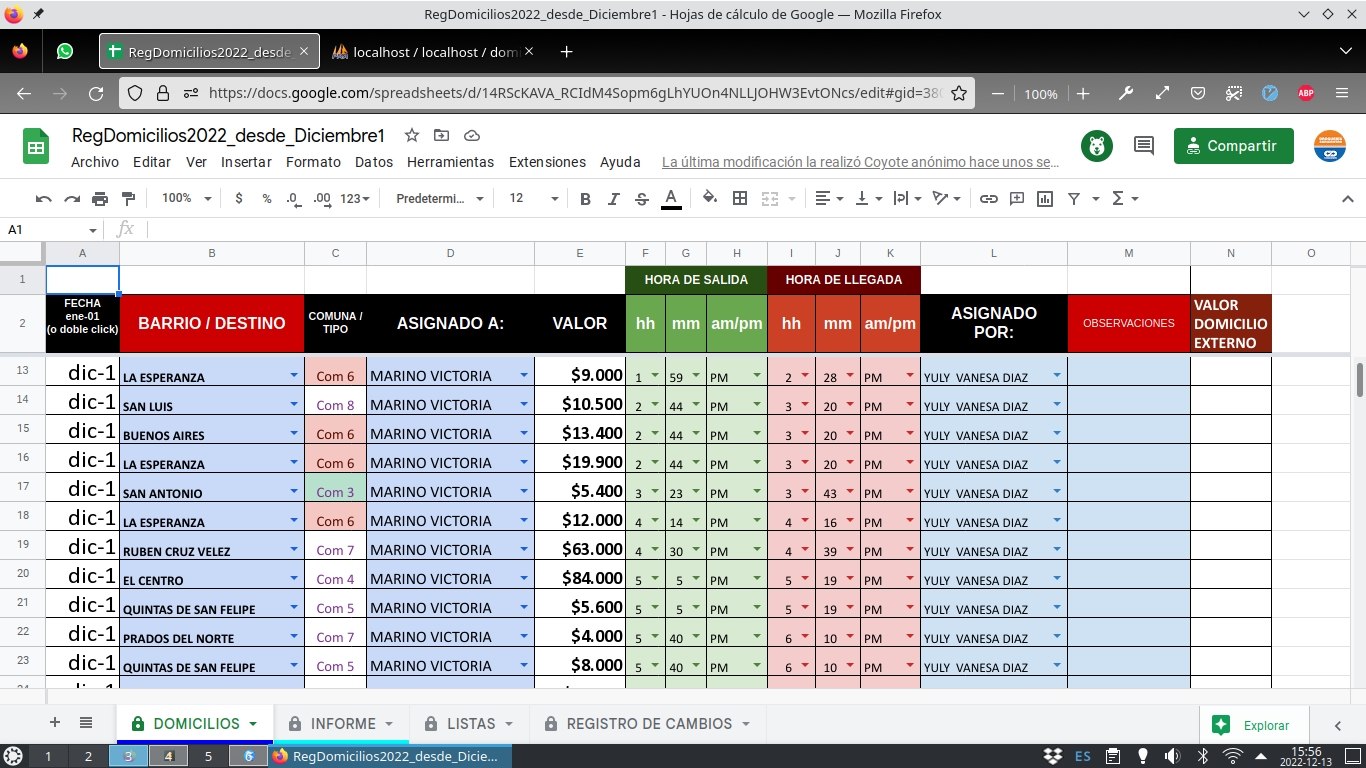 RegDomicilios2022_desde_Diciembre1 - Hojas de cálculo de Google — Mozilla Firefox
RegDomicilios2022_desde_ localhost / localhost / dom
https://docs.google.com/spreadsheets/d/14RScKAVA_RCIdM4Sopm6gLhYUOn4NLLJOHW3EvtONcs/edit#gid=380 100% ABP
RegDomicilios2022_desde_Diciembre1
Archivo Editar Ver Insertar Formato Datos Herramientas Extensiones Ayuda La última modificación la realizó Coyote anónimo hace unos se… Compartir
100% $ % .0 .00 123 Predetermi... 12 B I S A
A1 fx
A B C D E F G H I J K L M N O
1 HORA DE SALIDA HORA DE LLEGADA
2 FECHA ene-01 (o doble click) BARRIO / DESTINO COMUNA / TIPO ASIGNADO A: VALOR hh mm am/pm hh mm am/pm ASIGNADO POR: OBSERVACIONES VALOR DOMICILIO EXTERNO
13 dic-1 LA ESPERANZA Com 6 MARINO VICTORIA $9.000 1 59 PM 2 28 PM YULY VANESA DIAZ
14 dic-1 SAN LUIS Com 8 MARINO VICTORIA $10.500 2 44 PM 3 20 PM YULY VANESA DIAZ
15 dic-1 BUENOS AIRES Com 6 MARINO VICTORIA $13.400 2 44 PM 3 20 PM YULY VANESA DIAZ
16 dic-1 LA ESPERANZA Com 6 MARINO VICTORIA $19.900 2 44 PM 3 20 PM YULY VANESA DIAZ
17 dic-1 SAN ANTONIO Com 3 MARINO VICTORIA $5.400 3 23 PM 3 43 PM YULY VANESA DIAZ
18 dic-1 LA ESPERANZA Com 6 MARINO VICTORIA $12.000 4 14 PM 4 16 PM YULY VANESA DIAZ
19 dic-1 RUBEN CRUZ VELEZ Com 7 MARINO VICTORIA $63.000 4 30 PM 4 39 PM YULY VANESA DIAZ
20 dic-1 EL CENTRO Com 4 MARINO VICTORIA $84.000 5 5 PM 5 19 PM YULY VANESA DIAZ
21 dic-1 QUINTAS DE SAN FELIPE Com 5 MARINO VICTORIA $5.600 5 5 PM 5 19 PM YULY VANESA DIAZ
22 dic-1 PRADOS DEL NORTE Com 7 MARINO VICTORIA $4.000 5 40 PM 6 10 PM YULY VANESA DIAZ
23 dic-1 QUINTAS DE SAN FELIPE Com 5 MARINO VICTORIA $8.000 5 40 PM 6 10 PM YULY VANESA DIAZ
DOMICILIOS INFORME LISTAS REGISTRO DE CAMBIOS Explorar
1 2 3 4 5 6 RegDomicilios2022_desde_Dicie... ES 15:56
2022-12-13